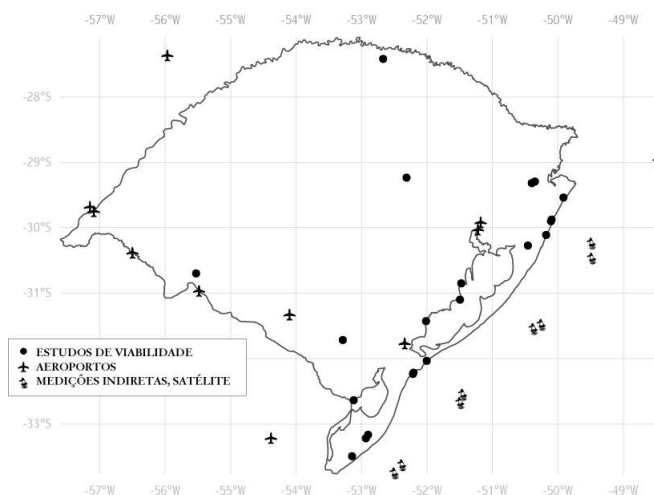 -57°W -56°W -55°W -54°W -53°W -52°W -51°W -50°W -49°W
-28°S
-29°S
-30°S
-31°S
ESTUDOS DE VIABILIDADE
AEROPORTOS
MEDIÇÕES INDIRETAS, SATÉLITE
-33°S
-57°W -56°W -55°W -54°W -53°W -52°W -51°W -50°W -49°W